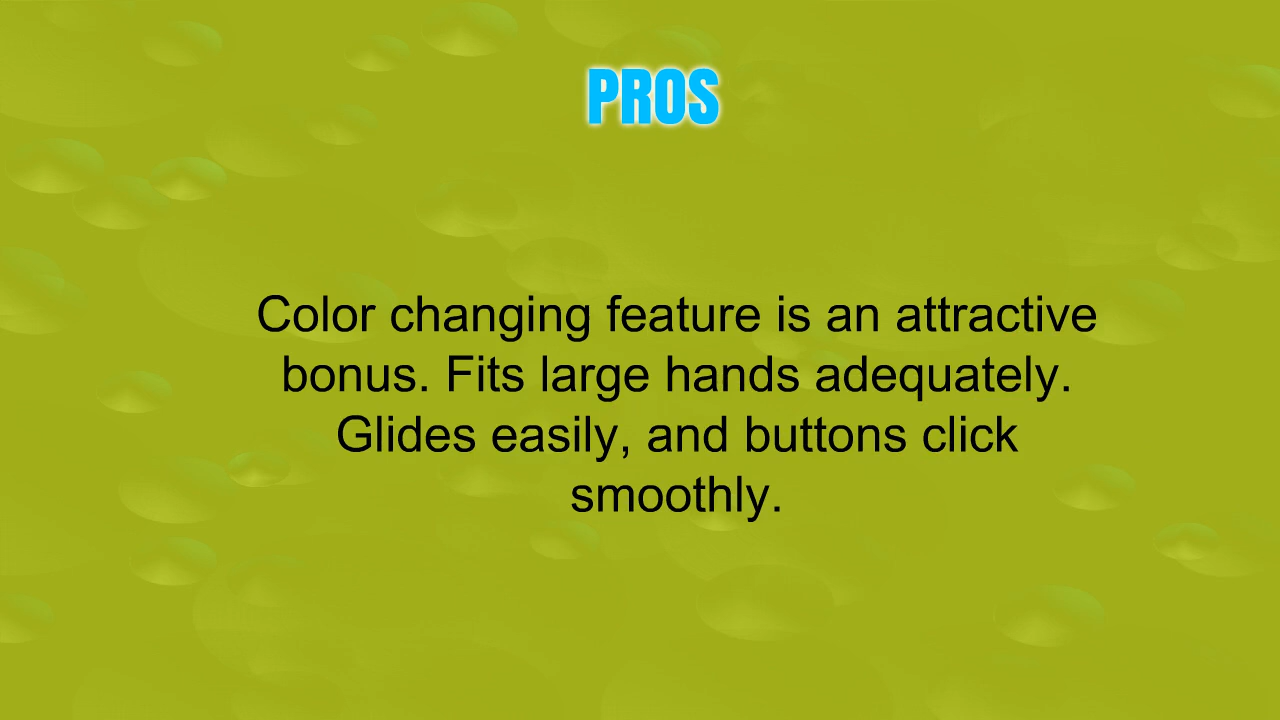 PROS
Color changing feature is an attractive
bonus. Fits large hands adequately.
Glides easily, and buttons click
smoothly.